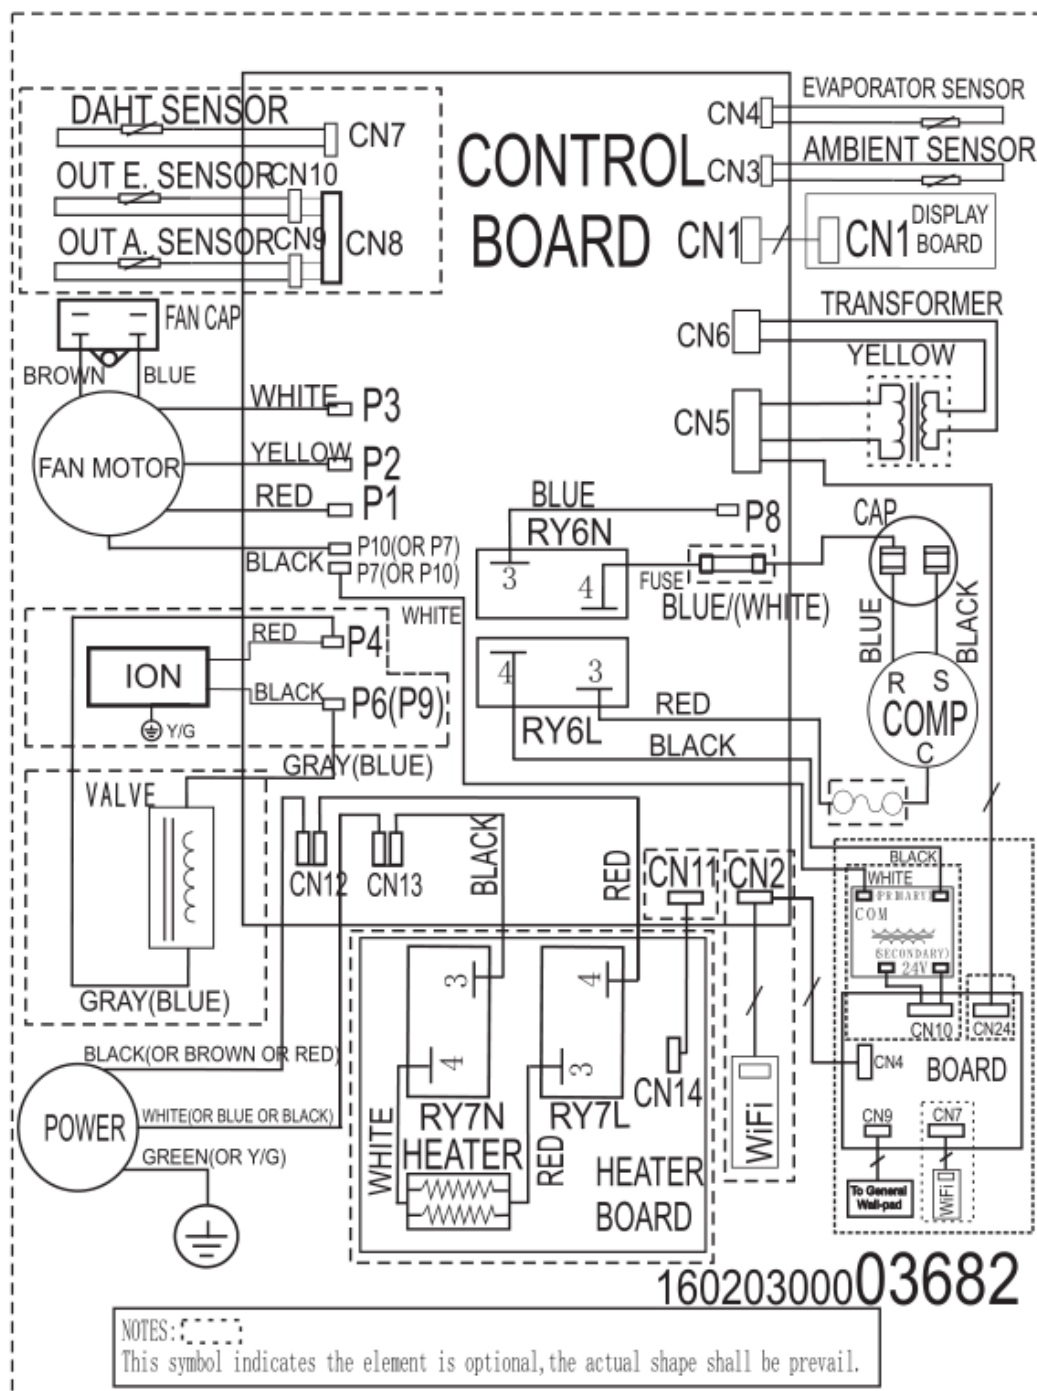 DAHT SENSOR
CN7
OUT E. SENSOR
CN10
OUT A. SENSOR
CN9
CN8
CONTROL
BOARD
CN4
EVAPORATOR SENSOR
CN3
AMBIENT SENSOR
CN1
CN1
DISPLAY
BOARD
FAN CAP
BROWN
BLUE
FAN MOTOR
WHITE
P3
YELLOW
P2
RED
P1
BLACK
P10(OR P7)
P7(OR P10)
WHITE
TRANSFORMER
CN6
YELLOW
CN5
BLUE
P8
RY6N
3
4
FUSE
BLUE/(WHITE)
CAP
BLUE
BLACK
R
S
COMP
C
4
3
RY6L
RED
BLACK
RED
P4
ION
BLACK
P6(P9)
Y/G
GRAY(BLUE)
VALVE
GRAY(BLUE)
CN12
CN13
BLACK
RED
CN11
CN2
BLACK
WHITE
(PRIMARY)
COM
(SECONDARY)
24V
CN10
CN24
CN4
BOARD
CN9
CN7
To General
Wall-pad
WiFi
BLACK(OR BROWN OR RED)
POWER
WHITE(OR BLUE OR BLACK)
GREEN(OR Y/G)
3
4
RY7N
4
3
RY7L
CN14
WHITE
HEATER
RED
HEATER
BOARD
WiFi
16020300003682
NOTES:
This symbol indicates the element is optional,the actual shape shall be prevail.